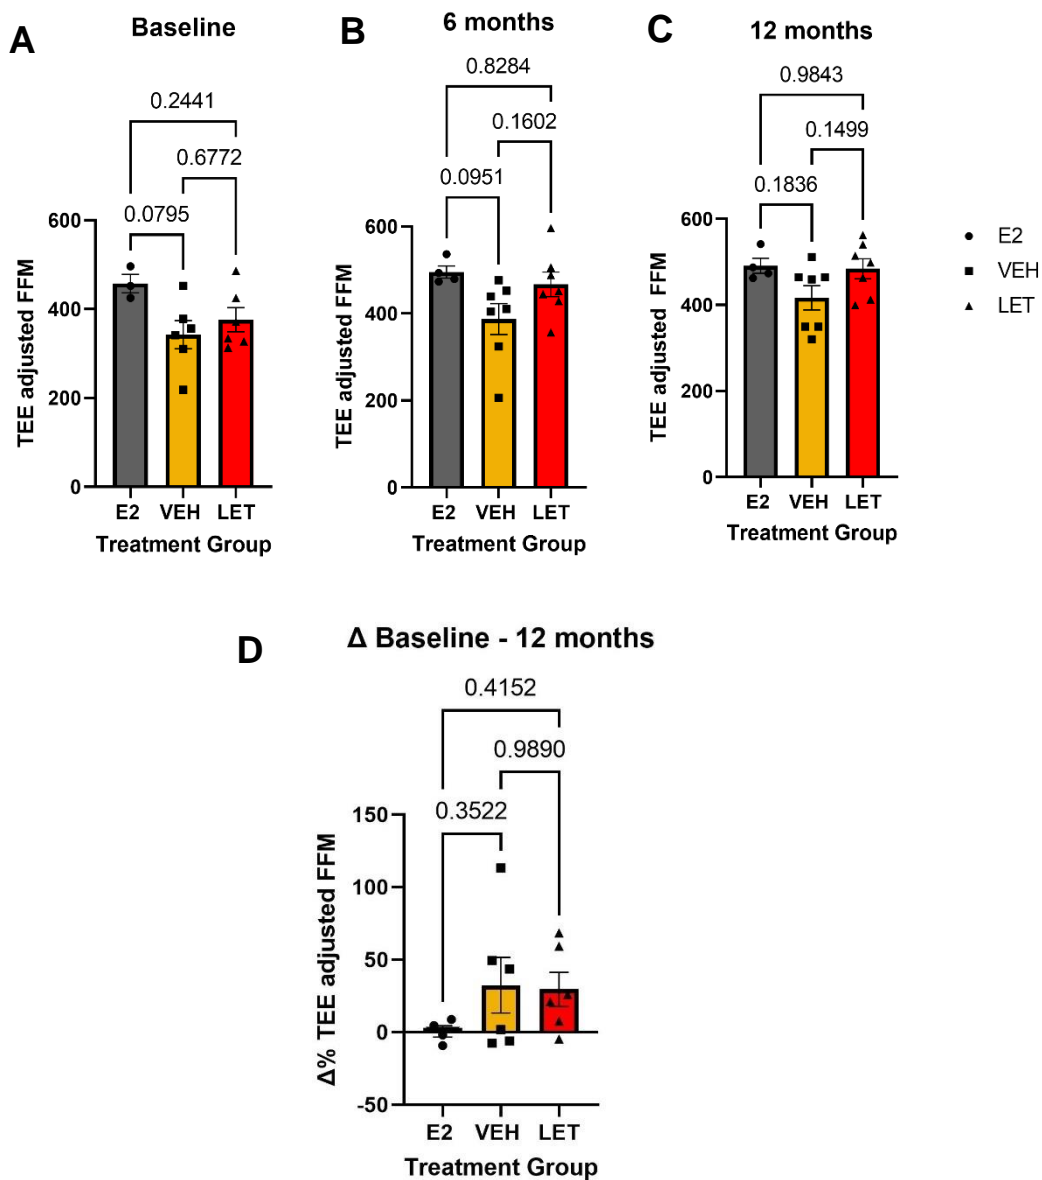 A
Baseline
0.2441
0.6772
0.0795
600
400
200
0
TEE adjusted FFM
E2 VEH LET
Treatment Group
B
6 months
0.8284
0.1602
0.0951
600
400
200
0
TEE adjusted FFM
E2 VEH LET
Treatment Group
C
12 months
0.9843
0.1499
0.1836
600
400
200
0
TEE adjusted FFM
E2 VEH LET
Treatment Group
E2
VEH
LET
D
Δ Baseline - 12 months
0.4152
0.9890
0.3522
150
100
50
0
-50
Δ% TEE adjusted FFM
E2 VEH LET
Treatment Group